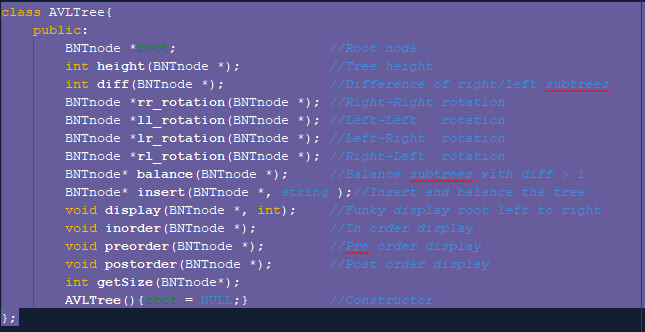 class AVLTree{
public:
BNTnode *root; //Root node
int height(BNTnode *); //Tree height
int diff(BNTnode *); //Difference of right/left subtrees
BNTnode *rr_rotation(BNTnode *); //Right-Right rotation
BNTnode *ll_rotation(BNTnode *); //Left-Left rotation
BNTnode *lr_rotation(BNTnode *); //Left-Right rotation
BNTnode *rl_rotation(BNTnode *); //Right-Left rotation
BNTnode* balance(BNTnode *); //Balance subtrees with diff > 1
BNTnode* insert(BNTnode *, string );//Insert and balance the tree
void display(BNTnode *, int); //Funky display root left to right
void inorder(BNTnode *); //In order display
void preorder(BNTnode *); //Pre order display
void postorder(BNTnode *); //Post order display
int getSize(BNTnode*);
AVLTree(){root = NULL;} //Constructor
};